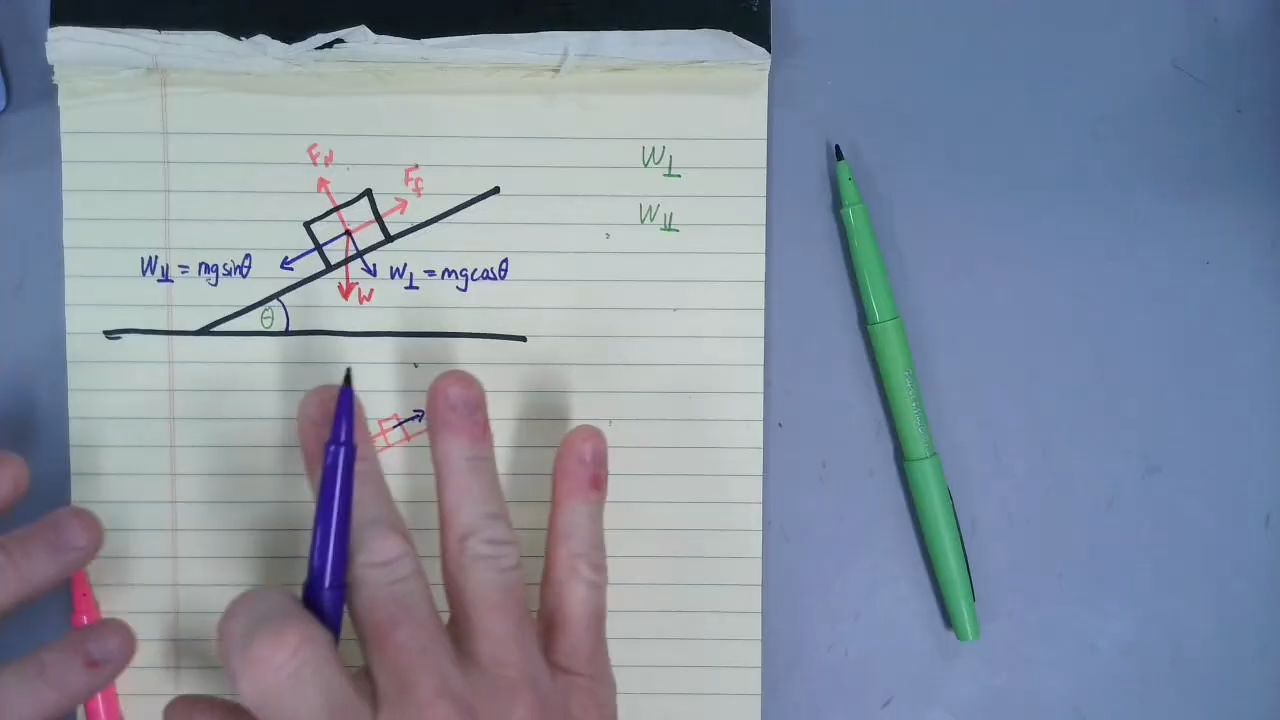 F_N
F_f
W_⊥
W_∥
W_∥ = mg sinθ
W_⊥ = mg cosθ
W
θ